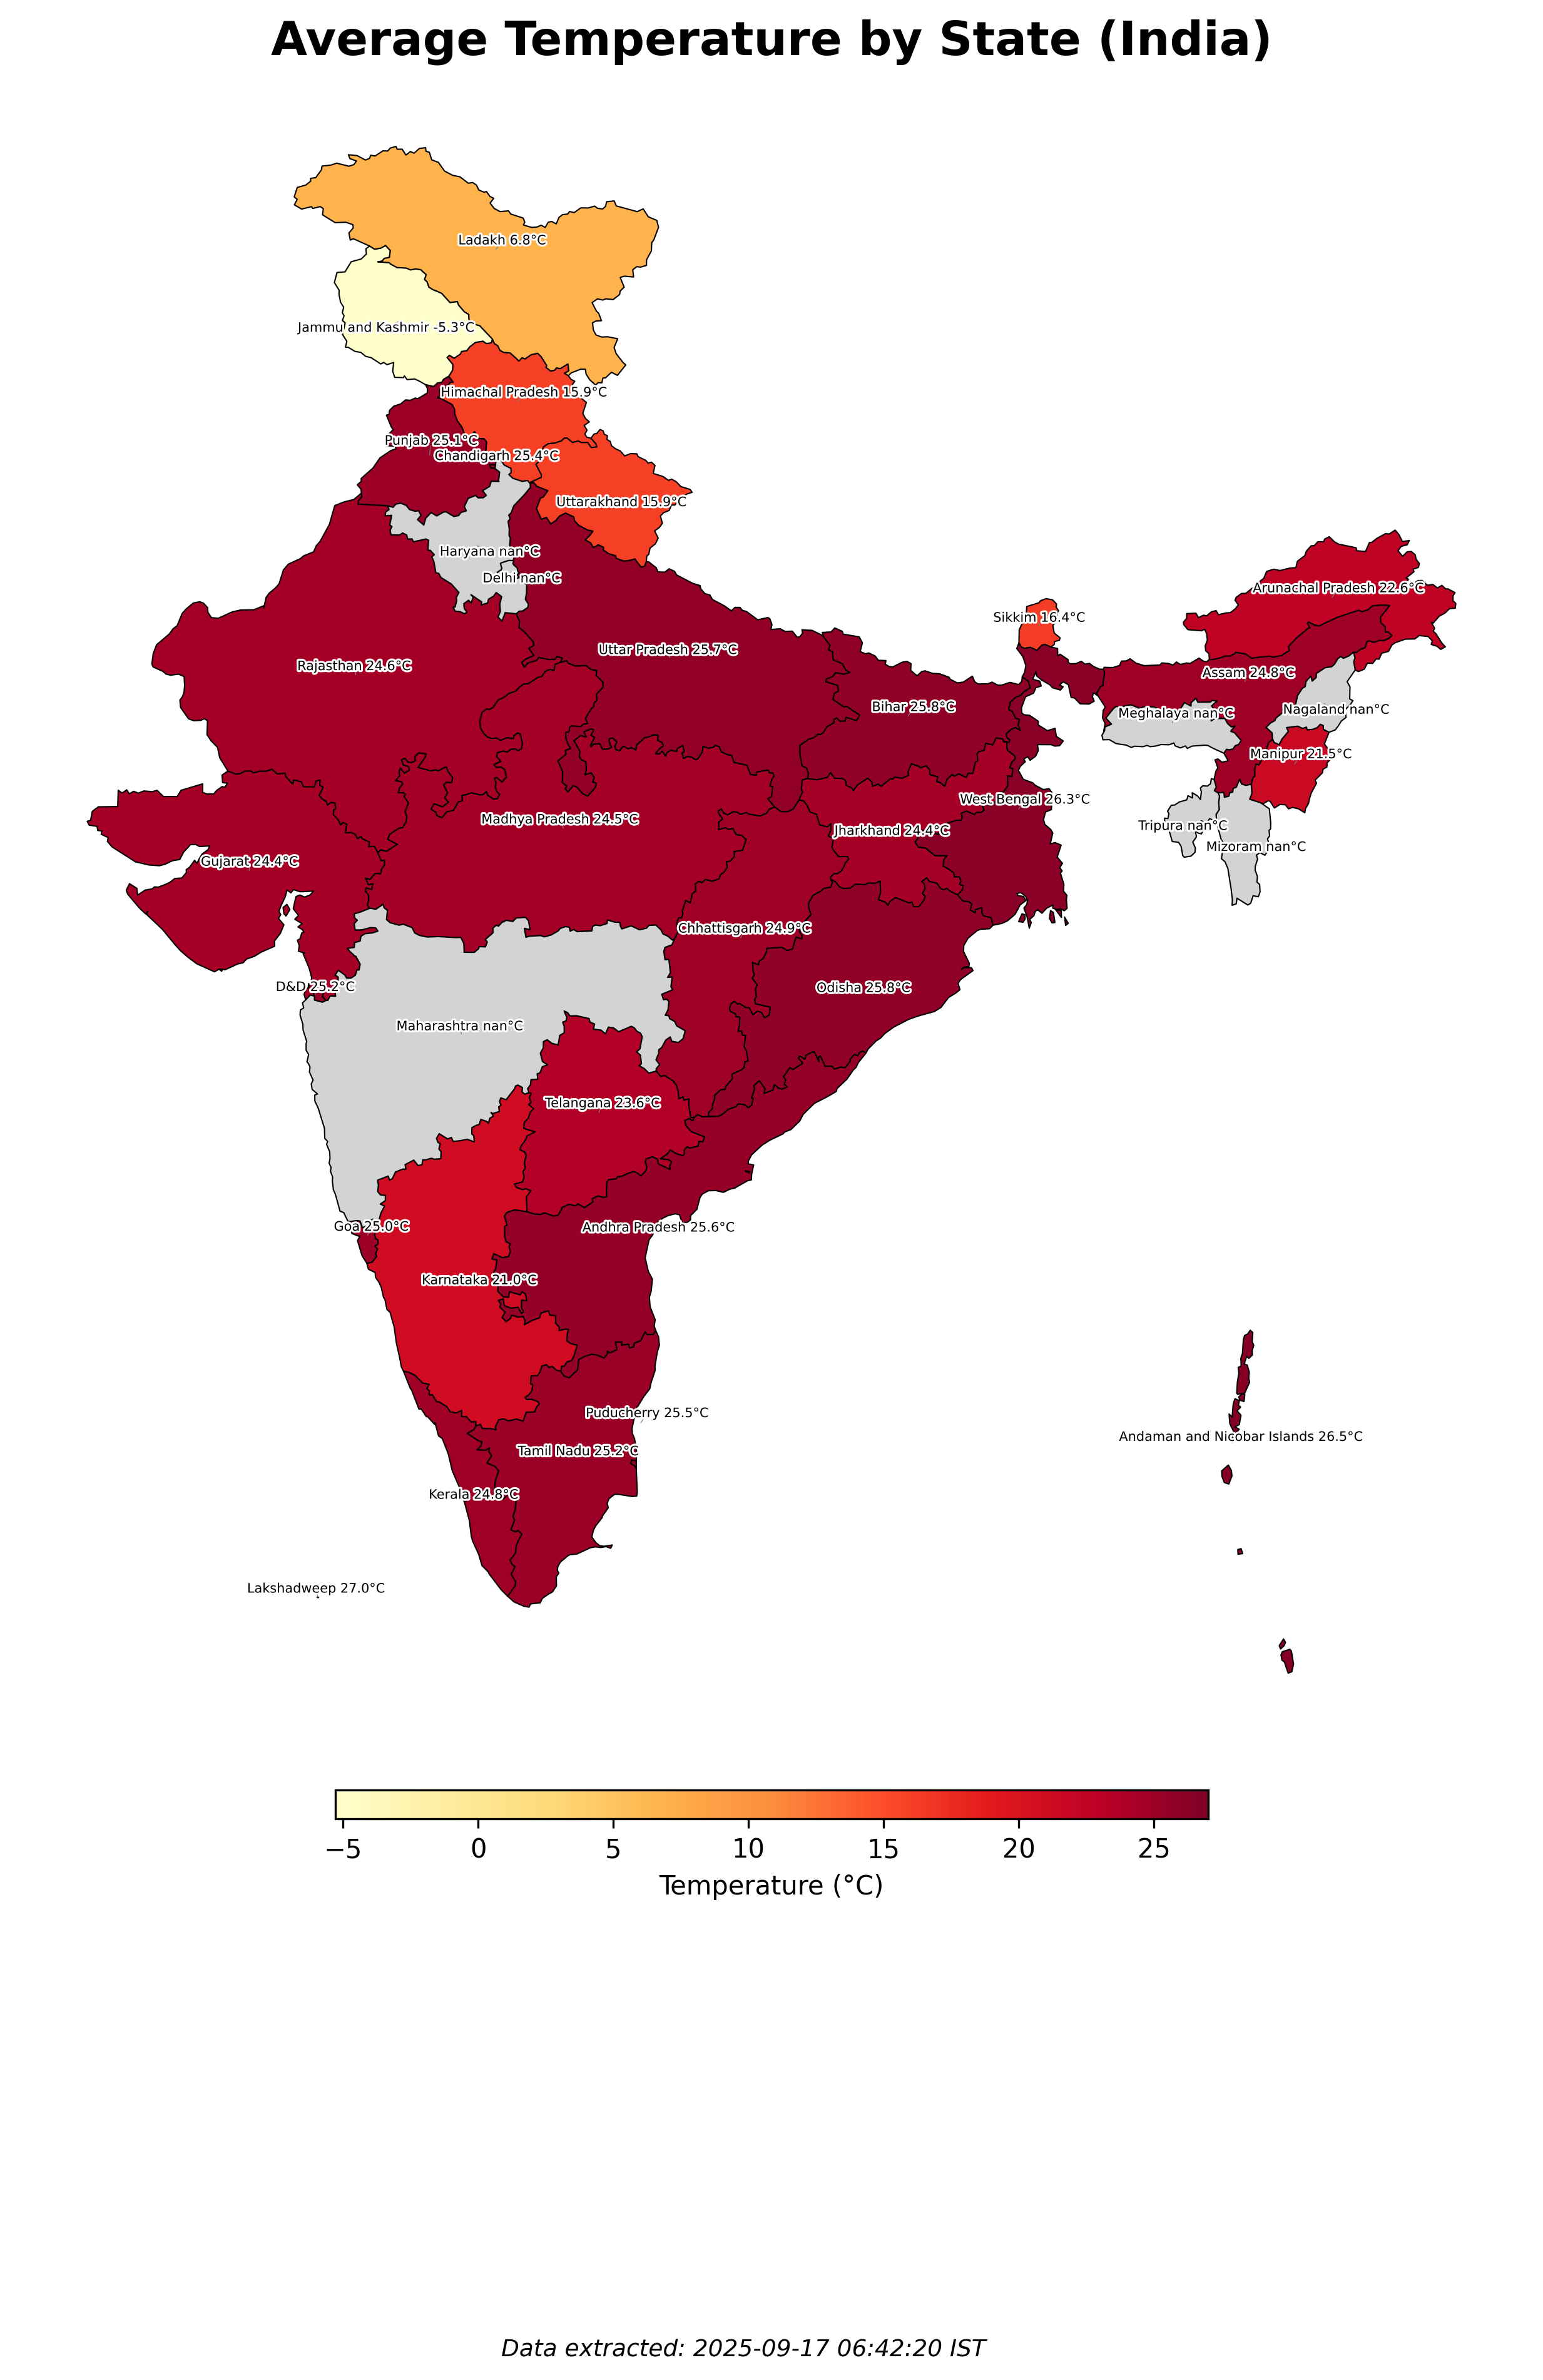 Average Temperature by State (India)
Ladakh 6.8°C
Jammu and Kashmir -5.3°C
Himachal Pradesh 15.9°C
Punjab 25.1°C
Chandigarh 25.4°C
Uttarakhand 15.9°C
Haryana nan°C
Delhi nan°C
Arunachal Pradesh 22.6°C
Sikkim 16.4°C
Uttar Pradesh 25.7°C
Rajasthan 24.6°C
Assam 24.8°C
Bihar 25.8°C
Nagaland nan°C
Meghalaya nan°C
Manipur 21.5°C
West Bengal 26.3°C
Madhya Pradesh 24.5°C
Tripura nan°C
Jharkhand 24.4°C
Mizoram nan°C
Gujarat 24.4°C
Chhattisgarh 24.9°C
D&D 25.2°C
Odisha 25.8°C
Maharashtra nan°C
Telangana 23.6°C
Goa 25.0°C
Andhra Pradesh 25.6°C
Karnataka 21.0°C
Puducherry 25.5°C
Andaman and Nicobar Islands 26.5°C
Tamil Nadu 25.2°C
Kerala 24.8°C
Lakshadweep 27.0°C
−5 0 5 10 15 20 25
Temperature (°C)
Data extracted: 2025-09-17 06:42:20 IST